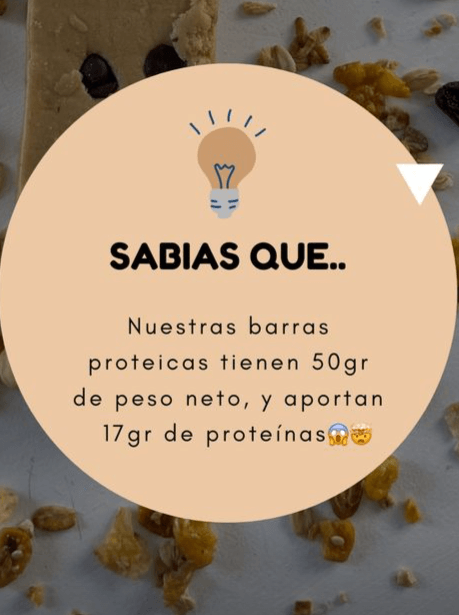 SABIAS QUE..
Nuestras barras
proteicas tienen 50gr
de peso neto, y aportan
17gr de proteínas😱🤯